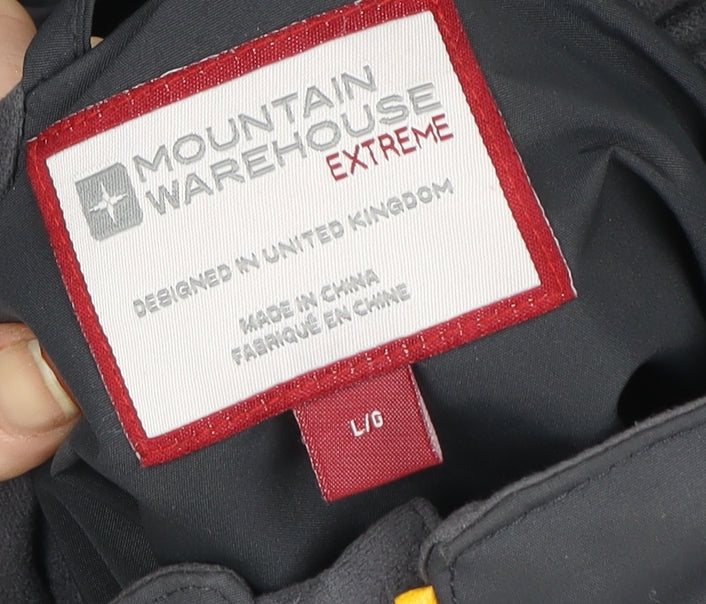 MOUNTAIN
WAREHOUSE
EXTREME
DESIGNED IN UNITED KINGDOM
MADE IN CHINA
FABRIQUÉ EN CHINE
L/G